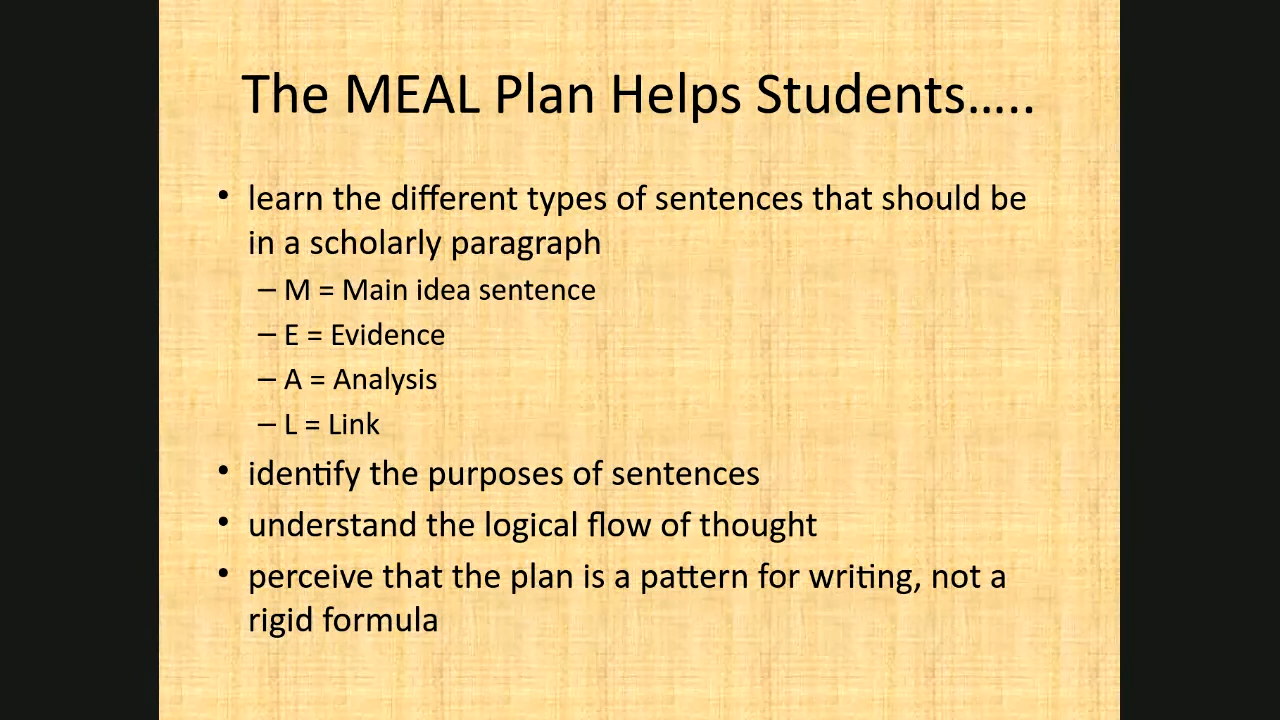 The MEAL Plan Helps Students…..
• learn the different types of sentences that should be
in a scholarly paragraph
– M = Main idea sentence
– E = Evidence
– A = Analysis
– L = Link
• identify the purposes of sentences
• understand the logical flow of thought
• perceive that the plan is a pattern for writing, not a
rigid formula